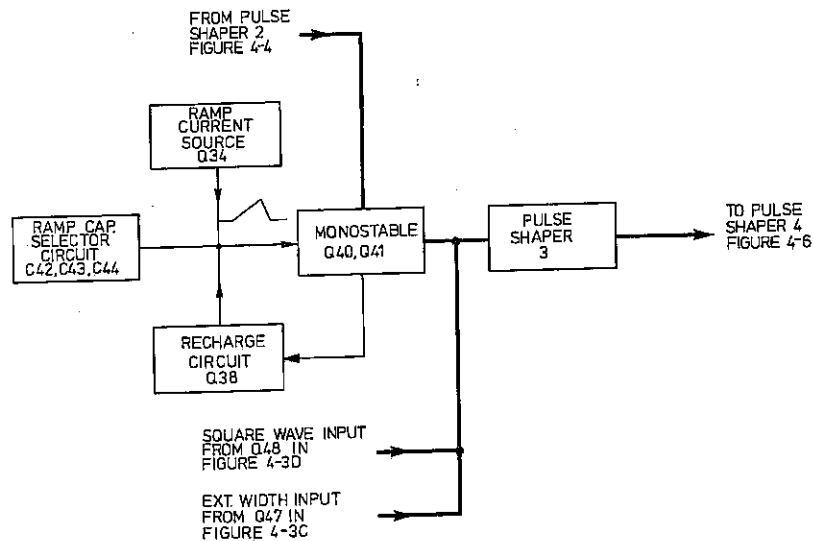 FROM PULSE
SHAPER 2
FIGURE 4-4
RAMP
CURRENT
SOURCE
Q34
RAMP CAP.
SELECTOR
CIRCUIT
C42,C43,C44
MONOSTABLE
Q40,Q41
PULSE
SHAPER
3
TO PULSE
SHAPER 4
FIGURE 4-6
RECHARGE
CIRCUIT
Q38
SQUARE WAVE INPUT
FROM Q48 IN
FIGURE 4-3D
EXT. WIDTH INPUT
FROM Q47 IN
FIGURE 4-3C